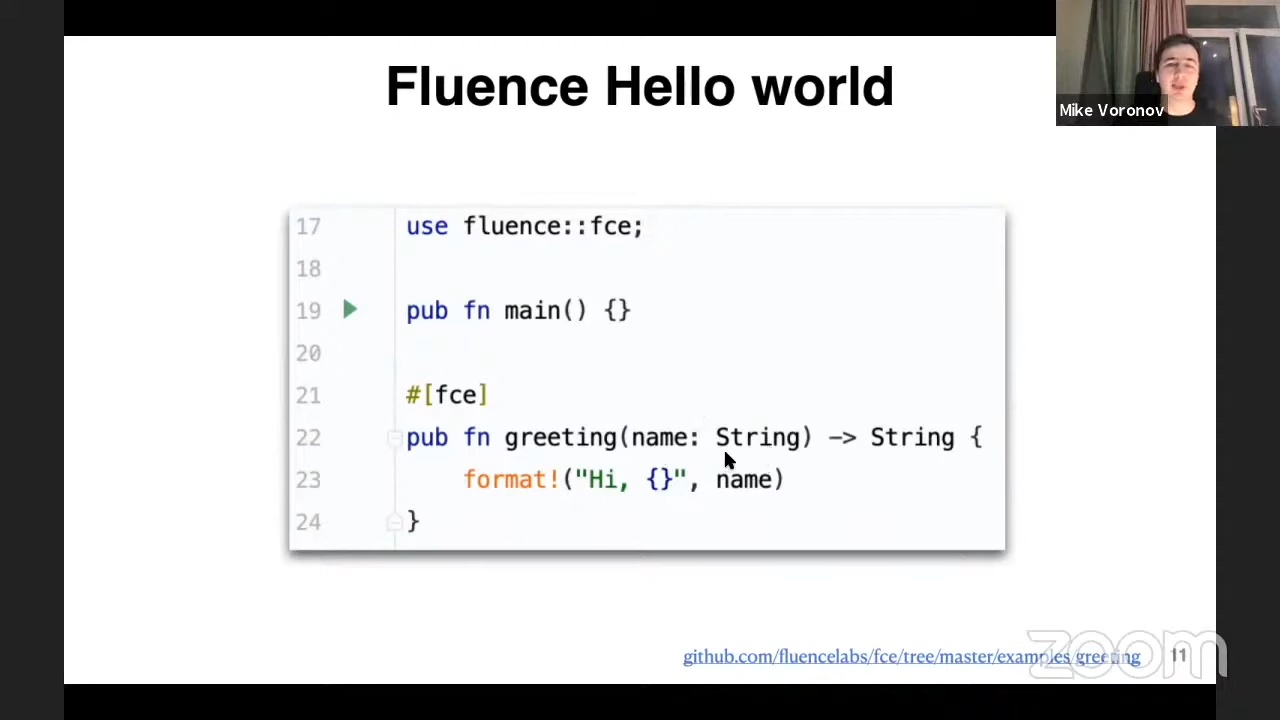 Fluence Hello world
Mike Voronov
17 use fluence::fce;
18
19 pub fn main() {}
20
21 #[fce]
22 pub fn greeting(name: String) -> String {
23 format!("Hi, {}", name)
24 }
github.com/fluencelabs/fce/tree/master/examples/greeting
11
zoom